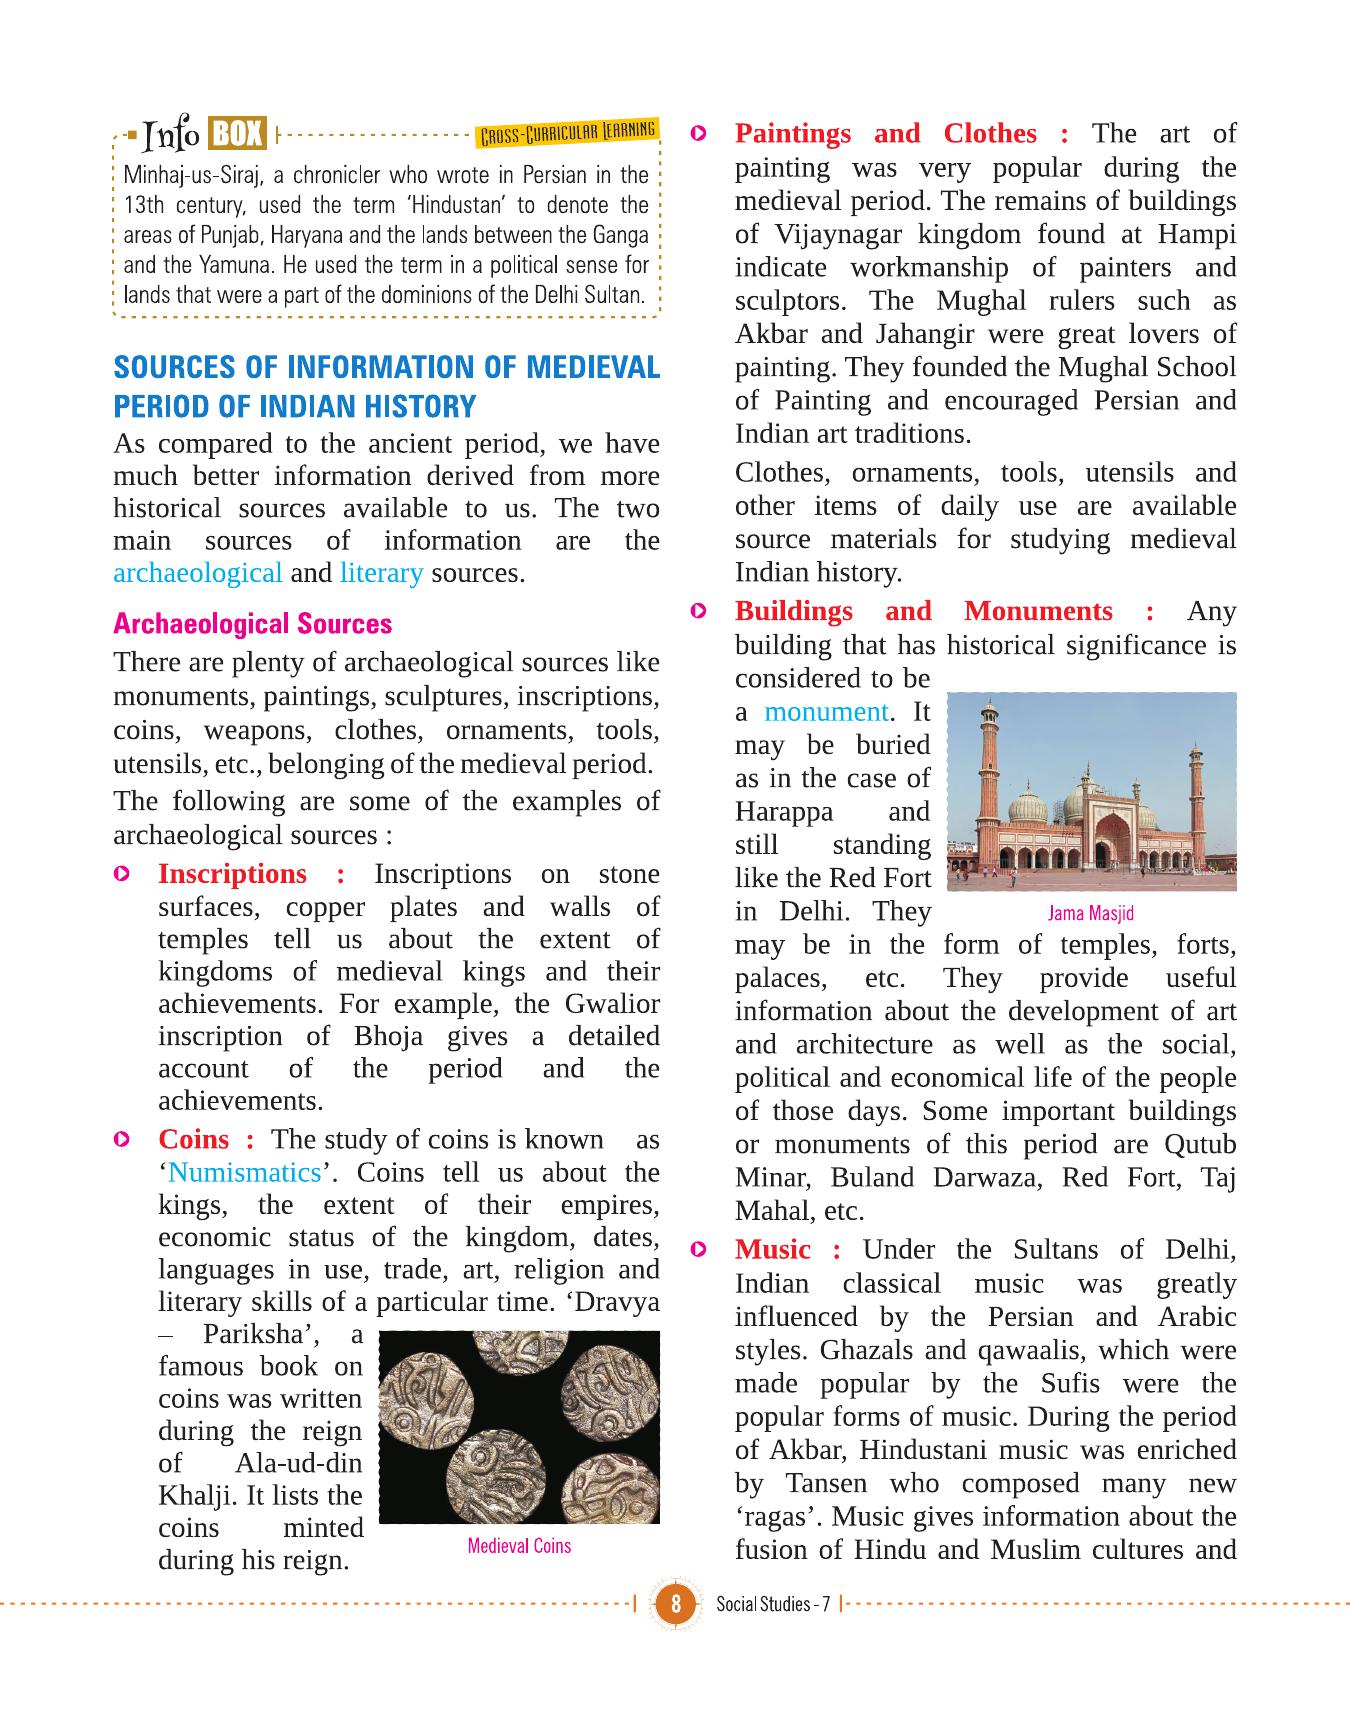 Info BOX
CROSS-CURRICULAR LEARNING
Minhaj-us-Siraj, a chronicler who wrote in Persian in the
13th century, used the term ‘Hindustan’ to denote the
areas of Punjab, Haryana and the lands between the Ganga
and the Yamuna. He used the term in a political sense for
lands that were a part of the dominions of the Delhi Sultan.
SOURCES OF INFORMATION OF MEDIEVAL
PERIOD OF INDIAN HISTORY
As compared to the ancient period, we have
much better information derived from more
historical sources available to us. The two
main sources of information are the
archaeological and literary sources.
Archaeological Sources
There are plenty of archaeological sources like
monuments, paintings, sculptures, inscriptions,
coins, weapons, clothes, ornaments, tools,
utensils, etc., belonging of the medieval period.
The following are some of the examples of
archaeological sources :
Inscriptions : Inscriptions on stone
surfaces, copper plates and walls of
temples tell us about the extent of
kingdoms of medieval kings and their
achievements. For example, the Gwalior
inscription of Bhoja gives a detailed
account of the period and the
achievements.
Coins : The study of coins is known as
‘Numismatics’. Coins tell us about the
kings, the extent of their empires,
economic status of the kingdom, dates,
languages in use, trade, art, religion and
literary skills of a particular time. ‘Dravya
– Pariksha’, a
famous book on
coins was written
during the reign
of Ala-ud-din
Khalji. It lists the
coins minted
during his reign.
Medieval Coins
Paintings and Clothes : The art of
painting was very popular during the
medieval period. The remains of buildings
of Vijaynagar kingdom found at Hampi
indicate workmanship of painters and
sculptors. The Mughal rulers such as
Akbar and Jahangir were great lovers of
painting. They founded the Mughal School
of Painting and encouraged Persian and
Indian art traditions.
Clothes, ornaments, tools, utensils and
other items of daily use are available
source materials for studying medieval
Indian history.
Buildings and Monuments : Any
building that has historical significance is
considered to be
a monument. It
may be buried
as in the case of
Harappa and
still standing
like the Red Fort
in Delhi. They
Jama Masjid
may be in the form of temples, forts,
palaces, etc. They provide useful
information about the development of art
and architecture as well as the social,
political and economical life of the people
of those days. Some important buildings
or monuments of this period are Qutub
Minar, Buland Darwaza, Red Fort, Taj
Mahal, etc.
Music : Under the Sultans of Delhi,
Indian classical music was greatly
influenced by the Persian and Arabic
styles. Ghazals and qawaalis, which were
made popular by the Sufis were the
popular forms of music. During the period
of Akbar, Hindustani music was enriched
by Tansen who composed many new
‘ragas’. Music gives information about the
fusion of Hindu and Muslim cultures and
8 Social Studies - 7